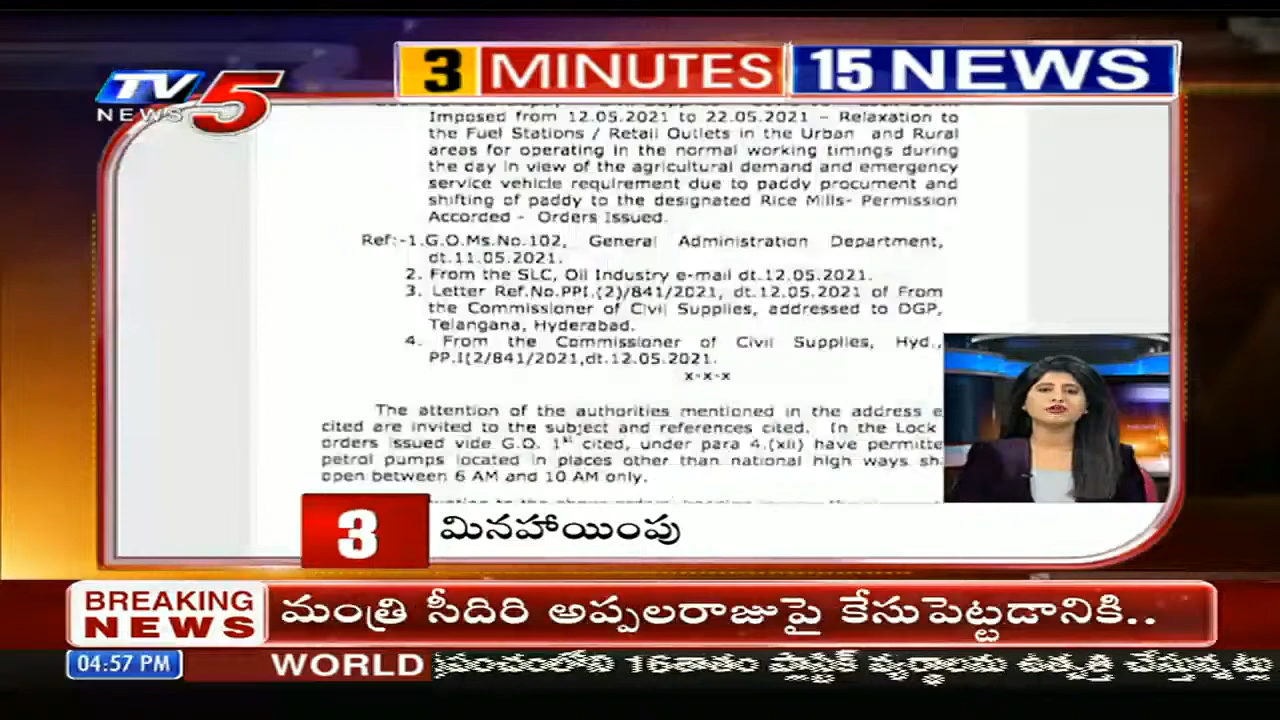 3 MINUTES 15 NEWS
TV5
NEWS
Imposed from 12.05.2021 to 22.05.2021 – Relaxation to
the Fuel Stations / Retail Outlets in the Urban and Rural
areas for operating in the normal working timings during
the day in view of the agricultural demand and emergency
service vehicle requirement due to paddy procument and
shifting of paddy to the designated Rice Mills- Permission
Accorded - Orders Issued.
Ref:-1.G.O.Ms.No.102, General Administration Department,
dt.11.05.2021.
2. From the SLC, Oil Industry e-mail dt.12.05.2021.
3. Letter Ref.No.PPI.(2)/841/2021, dt.12.05.2021 of From
the Commissioner of Civil Supplies, addressed to DGP,
Telangana, Hyderabad.
4. From the Commissioner of Civil Supplies, Hyd.,
PP.I(2/841/2021,dt.12.05.2021.
x-x-x
The attention of the authorities mentioned in the address e
cited are invited to the subject and references cited. In the Lock
orders issued vide G.O. 1st cited, under para 4.(xii) have permitte
petrol pumps located in places other than national high ways sh
open between 6 AM and 10 AM only.
3 మినహాయింపు
BREAKING
NEWS
మంత్రి సీదిరి అప్పలరాజుపై కేసుపెట్టడానికి..
04:57 PM WORLD 16శాతం ప్లాస్టిక్ వ్యర్థాలను ఉత్పత్తి చేస్తున్నట్టు